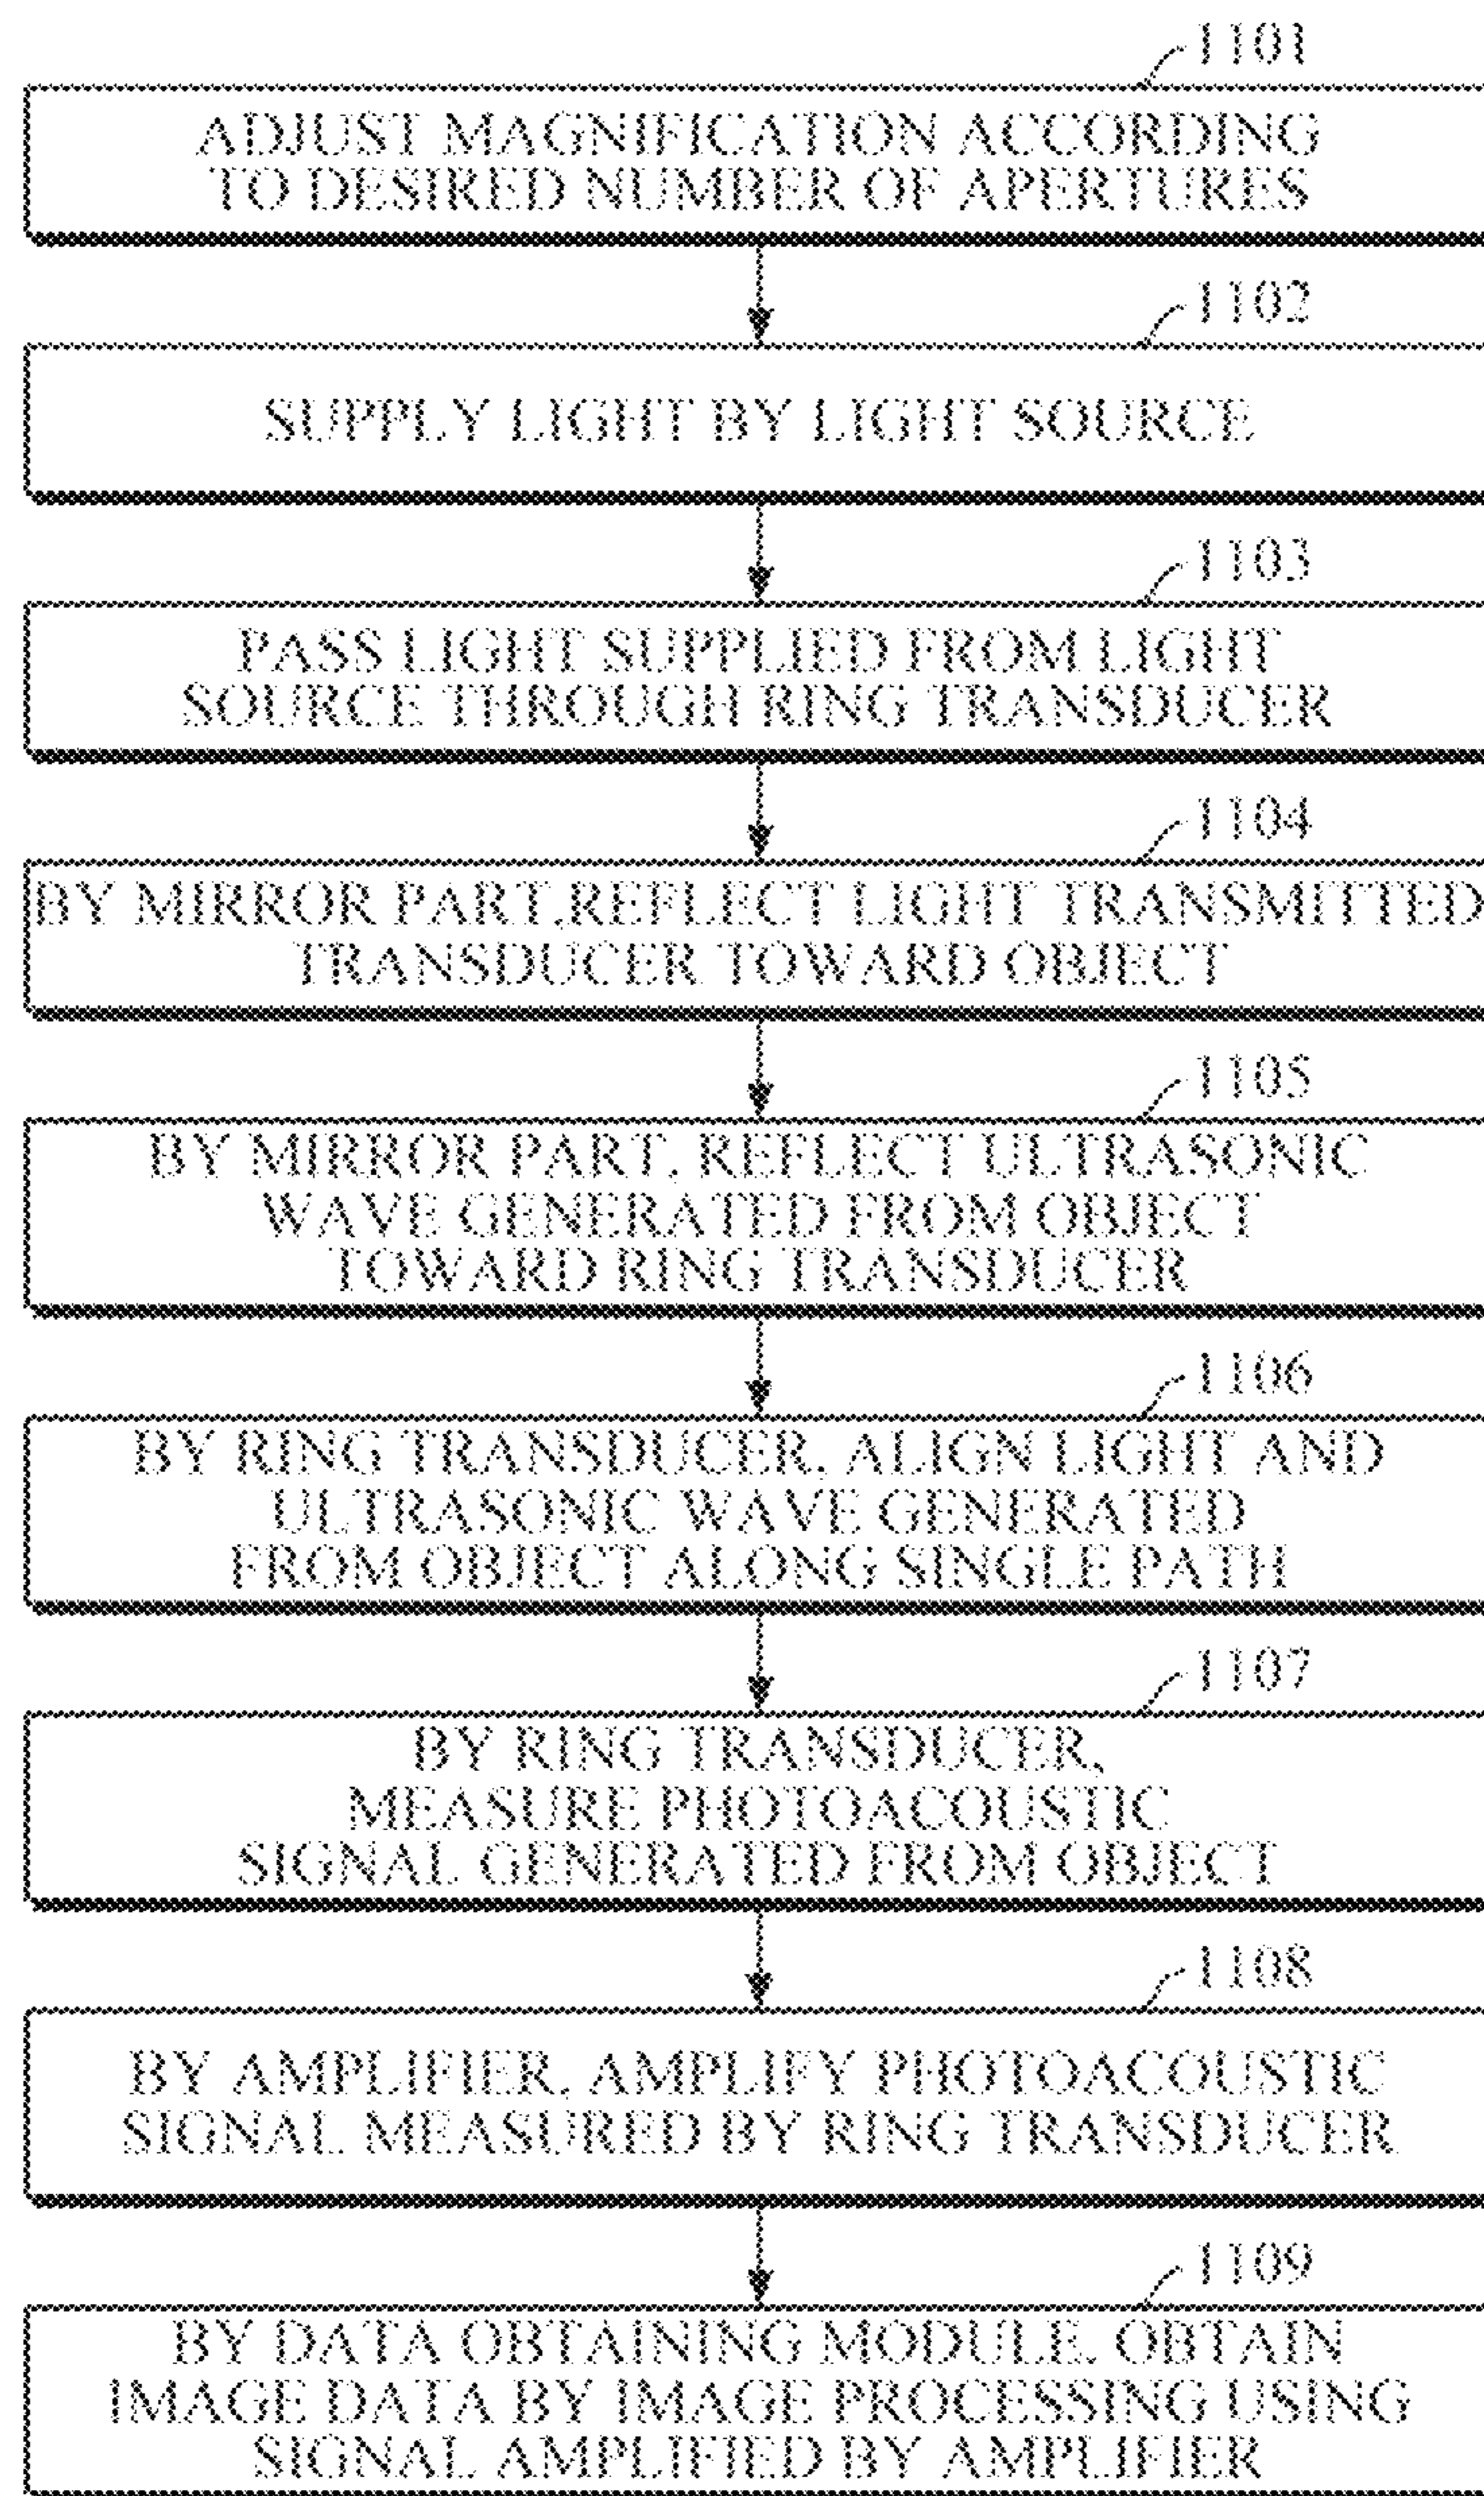 1101
ADJUST MAGNIFICATION ACCORDING
TO DESIRED NUMBER OF APERTURES
1102
SUPPLY LIGHT BY LIGHT SOURCE
1103
PASS LIGHT SUPPLIED FROM LIGHT
SOURCE THROUGH RING TRANSDUCER
1104
BY MIRROR PART,REFLECT LIGHT TRANSMITTED
TRANSDUCER TOWARD OBJECT
1105
BY MIRROR PART, REFLECT ULTRASONIC
WAVE GENERATED FROM OBJECT
TOWARD RING TRANSDUCER
1106
BY RING TRANSDUCER, ALIGN LIGHT AND
ULTRASONIC WAVE GENERATED
FROM OBJECT ALONG SINGLE PATH
1107
BY RING TRANSDUCER,
MEASURE PHOTOACOUSTIC
SIGNAL GENERATED FROM OBJECT
1108
BY AMPLIFIER, AMPLIFY PHOTOACOUSTIC
SIGNAL MEASURED BY RING TRANSDUCER
1109
BY DATA OBTAINING MODULE, OBTAIN
IMAGE DATA BY IMAGE PROCESSING USING
SIGNAL AMPLIFIED BY AMPLIFIER